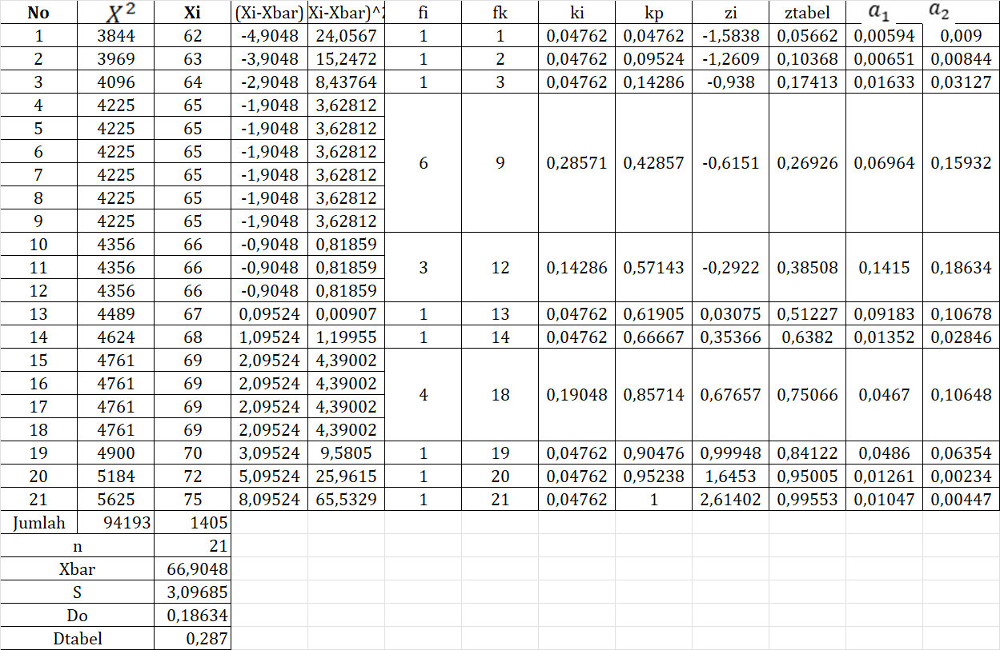 No X² Xi (Xi-Xbar) Xi-Xbar)^2 fi fk ki kp zi ztabel a₁ a₂
1 3844 62 -4,9048 24,0567 1 1 0,04762 0,04762 -1,5838 0,05662 0,00594 0,009
2 3969 63 -3,9048 15,2472 1 2 0,04762 0,09524 -1,2609 0,10368 0,00651 0,00844
3 4096 64 -2,9048 8,43764 1 3 0,04762 0,14286 -0,938 0,17413 0,01633 0,03127
4 4225 65 -1,9048 3,62812
5 4225 65 -1,9048 3,62812
6 4225 65 -1,9048 3,62812 6 9 0,28571 0,42857 -0,6151 0,26926 0,06964 0,15932
7 4225 65 -1,9048 3,62812
8 4225 65 -1,9048 3,62812
9 4225 65 -1,9048 3,62812
10 4356 66 -0,9048 0,81859
11 4356 66 -0,9048 0,81859 3 12 0,14286 0,57143 -0,2922 0,38508 0,1415 0,18634
12 4356 66 -0,9048 0,81859
13 4489 67 0,09524 0,00907 1 13 0,04762 0,61905 0,03075 0,51227 0,09183 0,10678
14 4624 68 1,09524 1,19955 1 14 0,04762 0,66667 0,35366 0,6382 0,01352 0,02846
15 4761 69 2,09524 4,39002
16 4761 69 2,09524 4,39002 4 18 0,19048 0,85714 0,67657 0,75066 0,0467 0,10648
17 4761 69 2,09524 4,39002
18 4761 69 2,09524 4,39002
19 4900 70 3,09524 9,5805 1 19 0,04762 0,90476 0,99948 0,84122 0,0486 0,06354
20 5184 72 5,09524 25,9615 1 20 0,04762 0,95238 1,6453 0,95005 0,01261 0,00234
21 5625 75 8,09524 65,5329 1 21 0,04762 1 2,61402 0,99553 0,01047 0,00447
Jumlah 94193 1405
n 21
Xbar 66,9048
S 3,09685
Do 0,18634
Dtabel 0,287